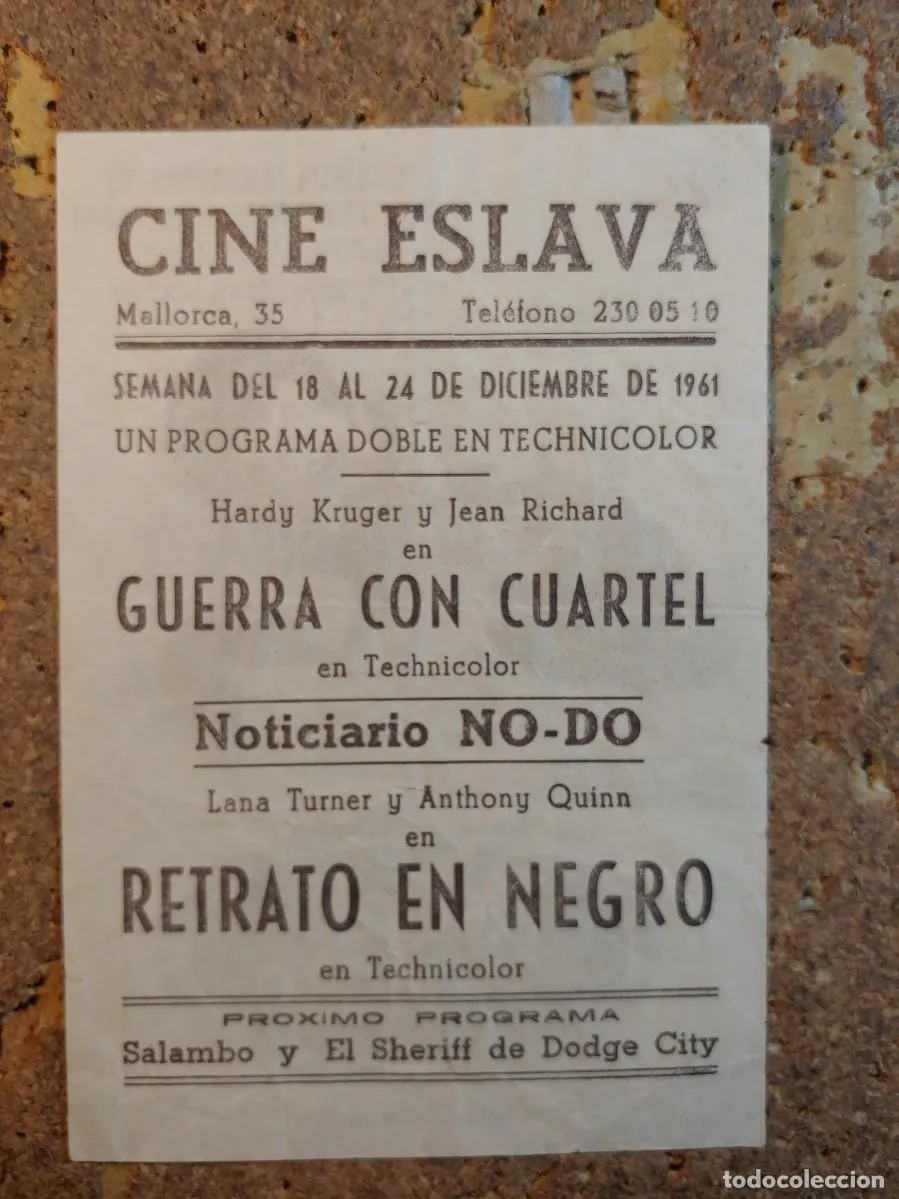 CINE ESLAVA
Mallorca, 35 Teléfono 230 05 10
SEMANA DEL 18 AL 24 DE DICIEMBRE DE 1961
UN PROGRAMA DOBLE EN TECHNICOLOR
Hardy Kruger y Jean Richard
en
GUERRA CON CUARTEL
en Technicolor
Noticiario NO-DO
Lana Turner y Anthony Quinn
en
RETRATO EN NEGRO
en Technicolor
PROXIMO PROGRAMA
Salambo y El Sheriff de Dodge City
todocoleccion